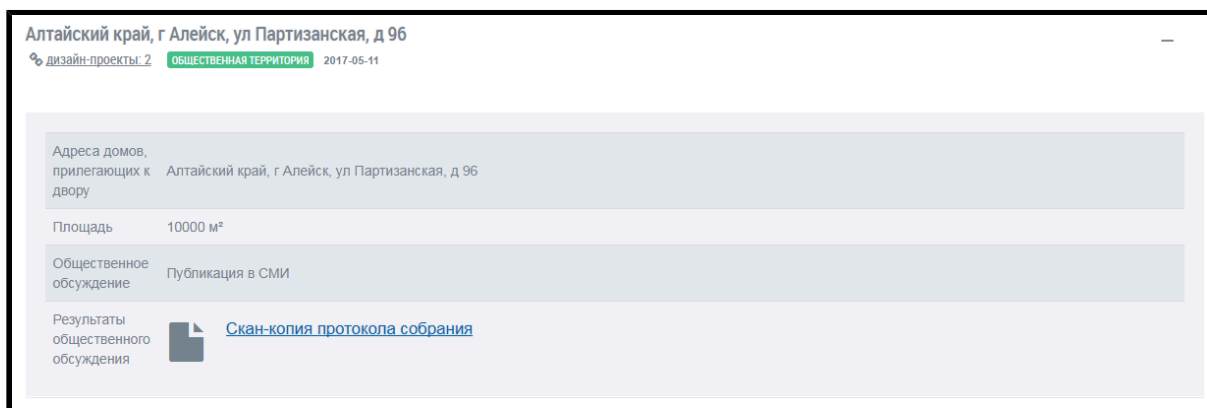 Алтайский край, г Алейск, ул Партизанская, д 96
дизайн-проекты: 2 ОБЩЕСТВЕННАЯ ТЕРРИТОРИЯ 2017-05-11
Адреса домов,
прилегающих к
двору
Алтайский край, г Алейск, ул Партизанская, д 96
Площадь 10000 м²
Общественное
обсуждение
Публикация в СМИ
Результаты
общественного
обсуждения
Скан-копия протокола собрания